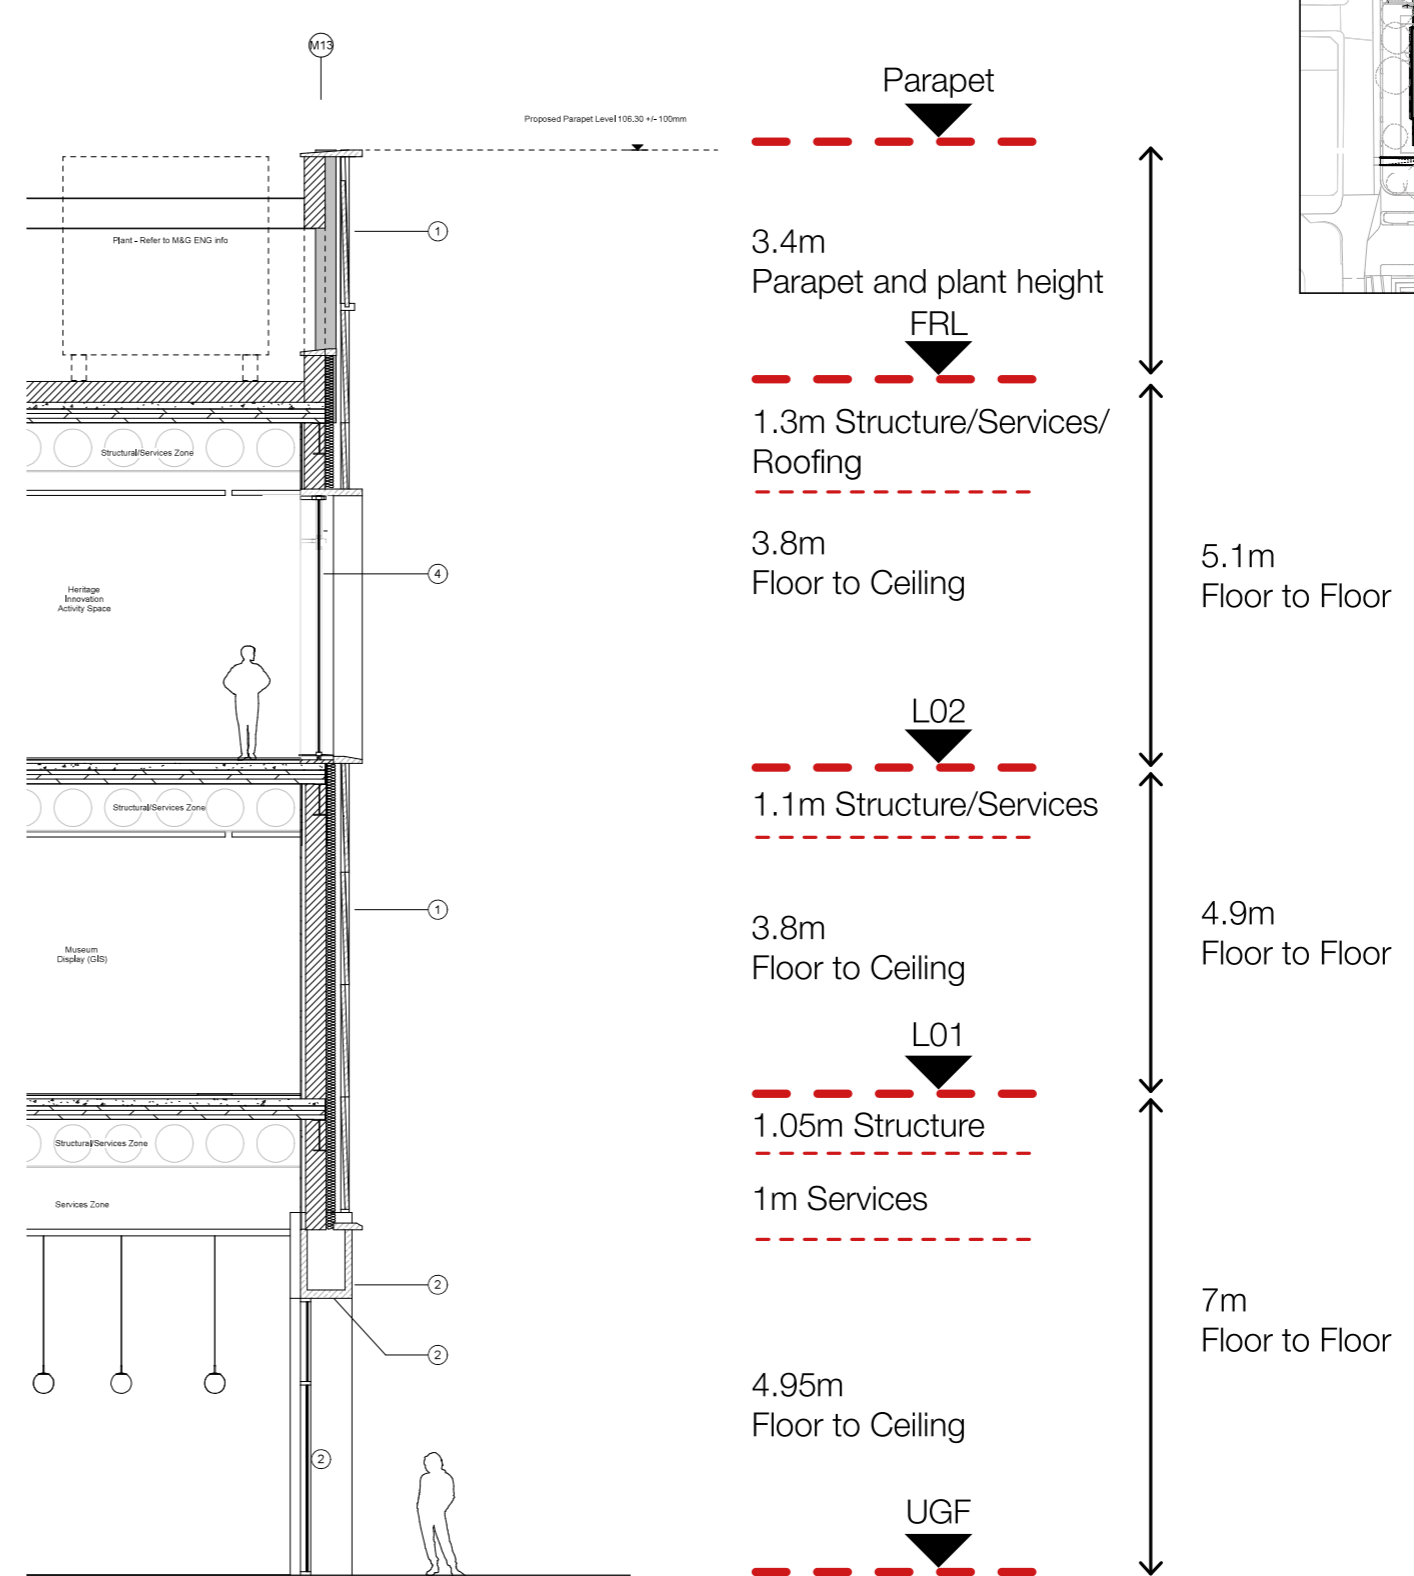 M13
Proposed Parapet Level 106.30 +/- 100mm
Parapet
Plant - Refer to M&G ENG info
1
3.4m
Parapet and plant height
FRL
1.3m Structure/Services/
Roofing
Structural/Services Zone
3.8m
Floor to Ceiling
4
5.1m
Floor to Floor
Heritage
Innovation
Activity Space
L02
1.1m Structure/Services
Structural/Services Zone
1
3.8m
Floor to Ceiling
4.9m
Floor to Floor
Museum
Display (GIS)
L01
1.05m Structure
Structural/Services Zone
1m Services
Services Zone
2
7m
Floor to Floor
2
4.95m
Floor to Ceiling
2
UGF